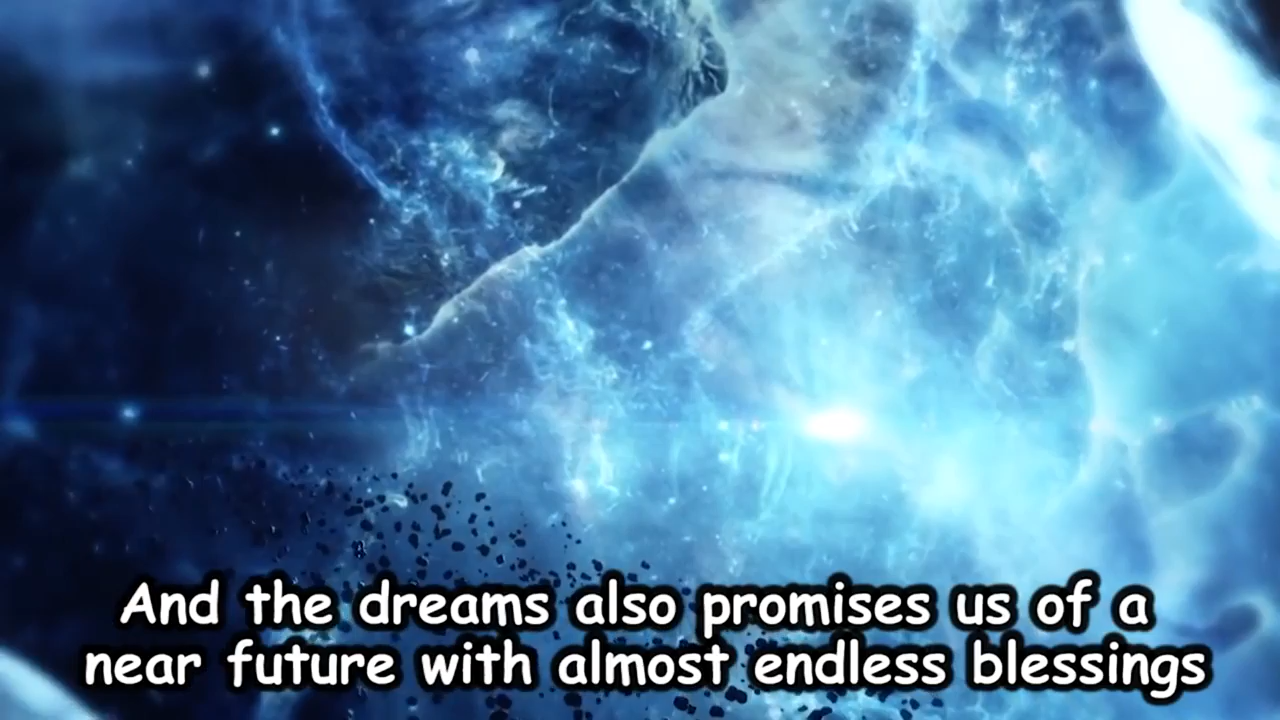 And the dreams also promises us of a
near future with almost endless blessings